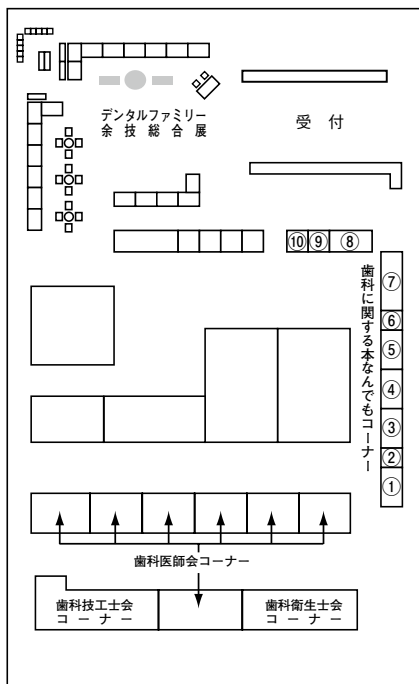 デンタルファミリー
余技総合展
受付
⑩ ⑨ ⑧
⑦
⑥
⑤
④
③
②
①
歯科に関する本なんでもコーナー
歯科医師会コーナー
歯科技工士会
コーナー
歯科衛生士会
コーナー